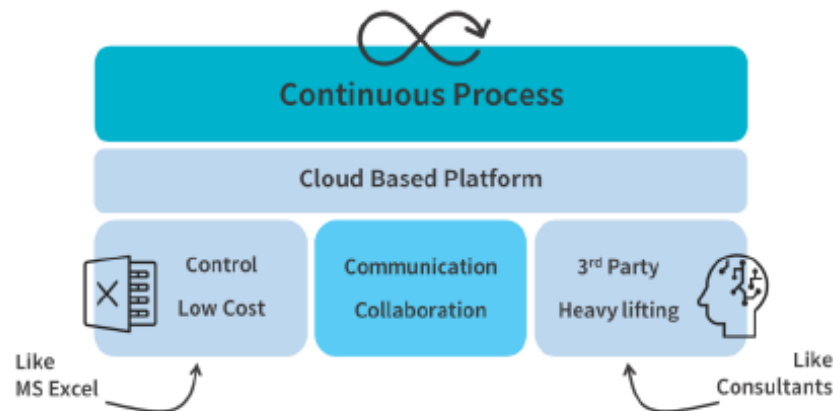 Continuous Process
Cloud Based Platform
Control
Low Cost
Communication
Collaboration
3rd Party
Heavy lifting
X
Like
MS Excel
Like
Consultants